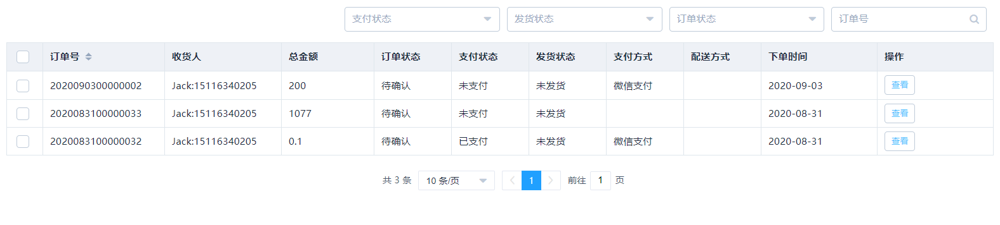 支付状态 发货状态 订单状态 订单号
订单号 收货人 总金额 订单状态 支付状态 发货状态 支付方式 配送方式 下单时间 操作
2020090300000002 Jack:15116340205 200 待确认 未支付 未发货 微信支付 2020-09-03 查看
2020083100000033 Jack:15116340205 1077 待确认 未支付 未发货 2020-08-31 查看
2020083100000032 Jack:15116340205 0.1 待确认 已支付 未发货 微信支付 2020-08-31 查看
共 3 条 10 条/页 1 前往 1 页